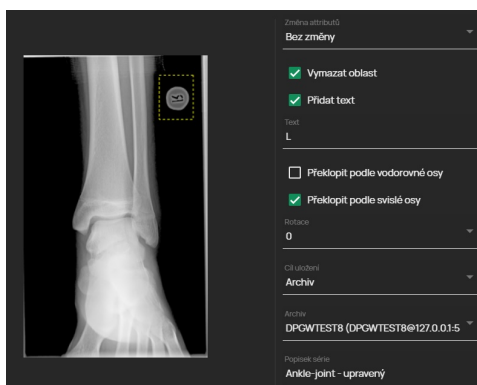 Změna atributů
Bez změny
Vymazat oblast
Přidat text
Text
L
Překlopit podle vodorovné osy
Překlopit podle svislé osy
Rotace
0
Cíl uložení
Archiv
Archiv
DPGWTEST8 (DPGWTEST8@127.0.0.1:5
Popisek série
Ankle-joint - upravený